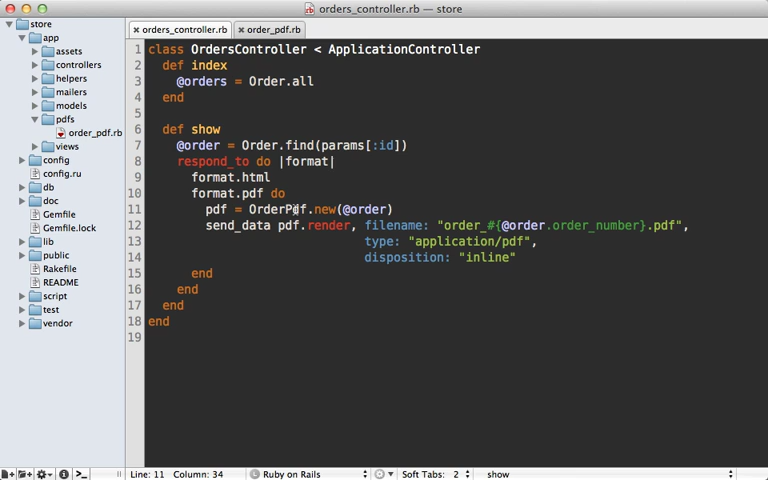 orders_controller.rb — store
store
app
assets
controllers
helpers
mailers
models
pdfs
order_pdf.rb
views
config
config.ru
db
doc
Gemfile
Gemfile.lock
lib
public
Rakefile
README
script
test
vendor
orders_controller.rb
order_pdf.rb
1 class OrdersController < ApplicationController
2   def index
3     @orders = Order.all
4   end
5
6   def show
7     @order = Order.find(params[:id])
8     respond_to do |format|
9       format.html
10       format.pdf do
11         pdf = OrderPdf.new(@order)
12         send_data pdf.render, filename: "order_#{@order.order_number}.pdf",
13                               type: "application/pdf",
14                               disposition: "inline"
15       end
16     end
17   end
18 end
19
Line: 11 Column: 34
Ruby on Rails
Soft Tabs: 2
show